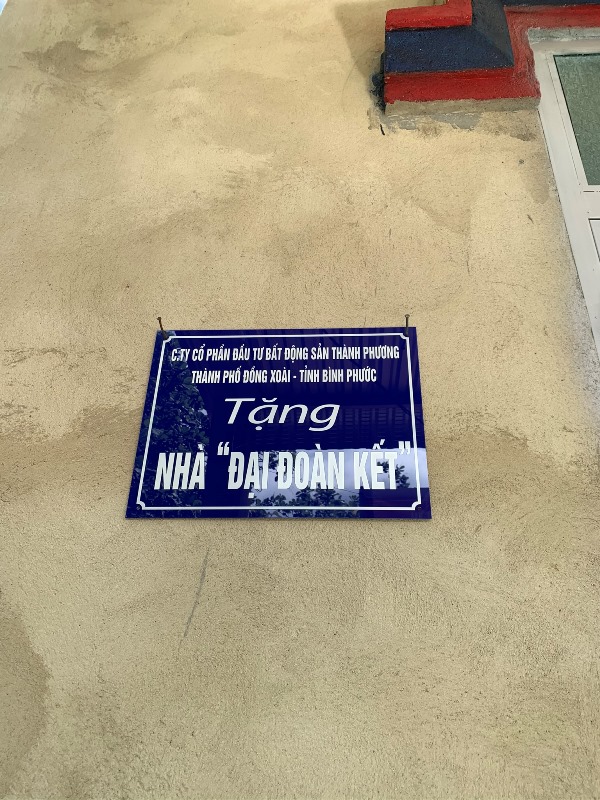 C.TY CỔ PHẦN ĐẦU TƯ BẤT ĐỘNG SẢN THÀNH PHƯƠNG
THÀNH PHỐ ĐỒNG XOÀI - TỈNH BÌNH PHƯỚC
Tặng
NHÀ "ĐẠI ĐOÀN KẾT"